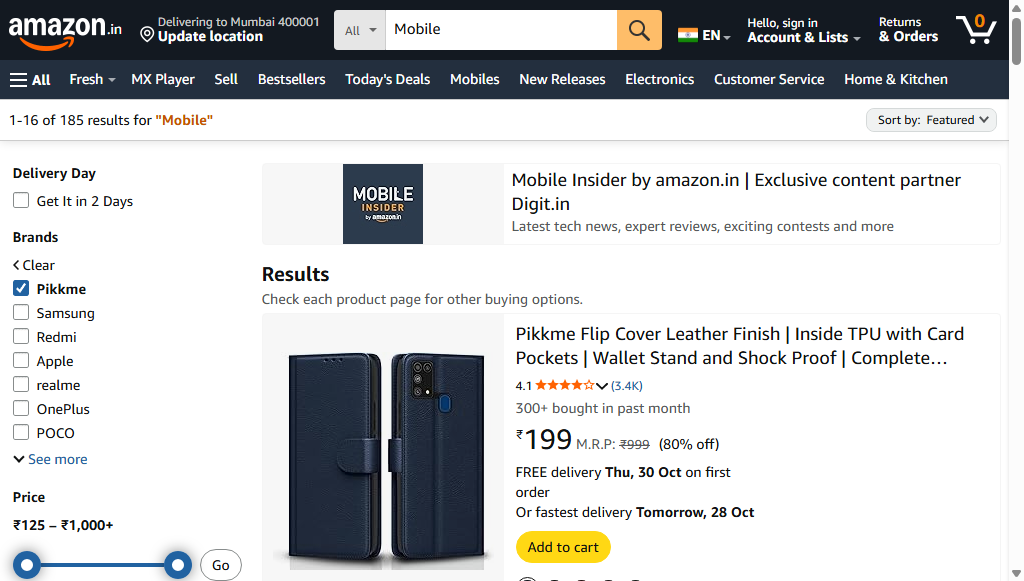 amazon.in
Delivering to Mumbai 400001
Update location
All
Mobile
EN
Hello, sign in
Account & Lists
Returns
& Orders
0
All
Fresh
MX Player
Sell
Bestsellers
Today's Deals
Mobiles
New Releases
Electronics
Customer Service
Home & Kitchen
1-16 of 185 results for "Mobile"
Sort by: Featured
Delivery Day
Get It in 2 Days
Brands
Clear
Pikkme
Samsung
Redmi
Apple
realme
OnePlus
POCO
See more
Price
₹125 – ₹1,000+
Go
MOBILE
INSIDER
by amazon.in
Mobile Insider by amazon.in | Exclusive content partner
Digit.in
Latest tech news, expert reviews, exciting contests and more
Results
Check each product page for other buying options.
Pikkme Flip Cover Leather Finish | Inside TPU with Card
Pockets | Wallet Stand and Shock Proof | Complete…
4.1 (3.4K)
300+ bought in past month
₹199 M.R.P: ₹999 (80% off)
FREE delivery Thu, 30 Oct on first
order
Or fastest delivery Tomorrow, 28 Oct
Add to cart